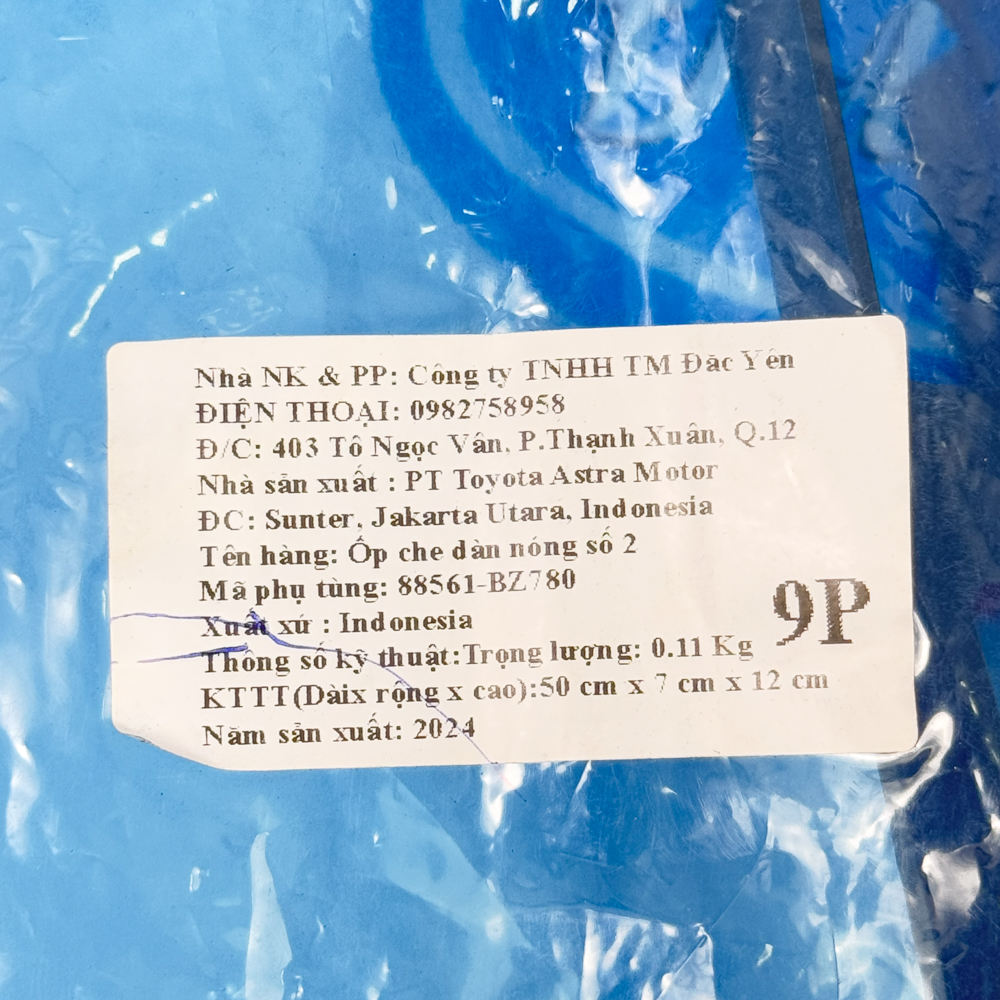 Nhà NK & PP: Công ty TNHH TM Đăc Yên
ĐIỆN THOẠI: 0982758958
Đ/C: 403 Tô Ngọc Vân, P.Thạnh Xuân, Q.12
Nhà sản xuất : PT Toyota Astra Motor
ĐC: Sunter, Jakarta Utara, Indonesia
Tên hàng: Ốp che dàn nóng số 2
Mã phụ tùng: 88561-BZ780
Xuất xứ : Indonesia
9P
Thông số kỹ thuật:Trọng lượng: 0.11 Kg
KTTT(Dàix rộng x cao):50 cm x 7 cm x 12 cm
Năm sản xuất: 2024